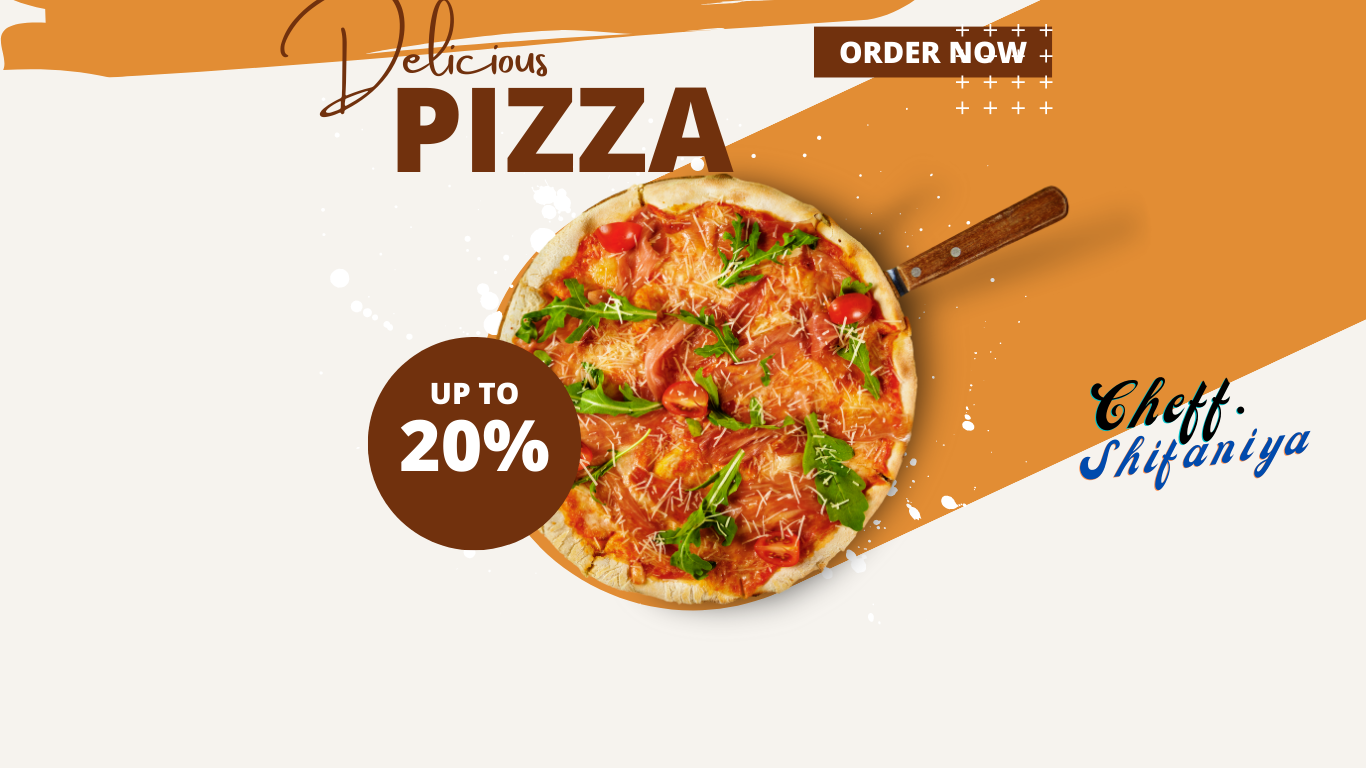 Delicious
PIZZA
ORDER NOW
UP TO
20%
Cheff.
Shifaniya